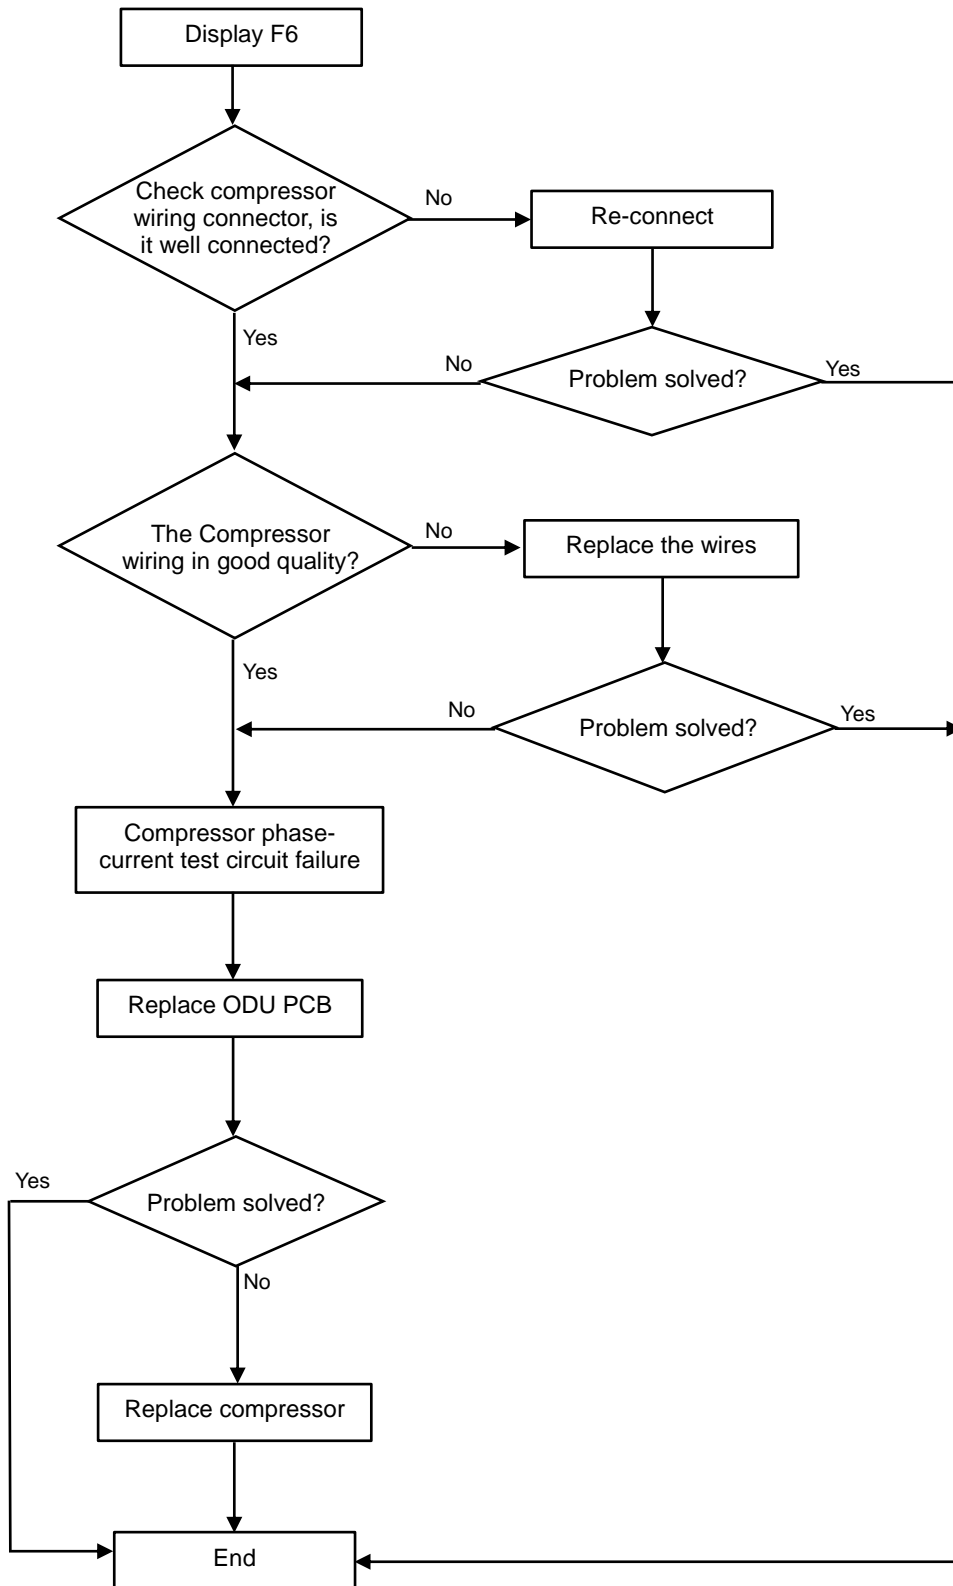 Display F6
Check compressor
wiring connector, is
it well connected?
No
Re-connect
Yes
No
Problem solved?
Yes
The Compressor
wiring in good quality?
No
Replace the wires
Yes
No
Problem solved?
Yes
Compressor phase-
current test circuit failure
Replace ODU PCB
Yes
Problem solved?
No
Replace compressor
End